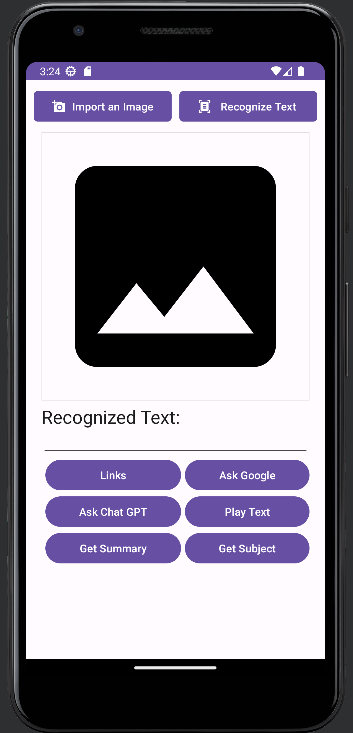 3:24
Import an Image Recognize Text
Recognized Text:
Links Ask Google
Ask Chat GPT Play Text
Get Summary Get Subject